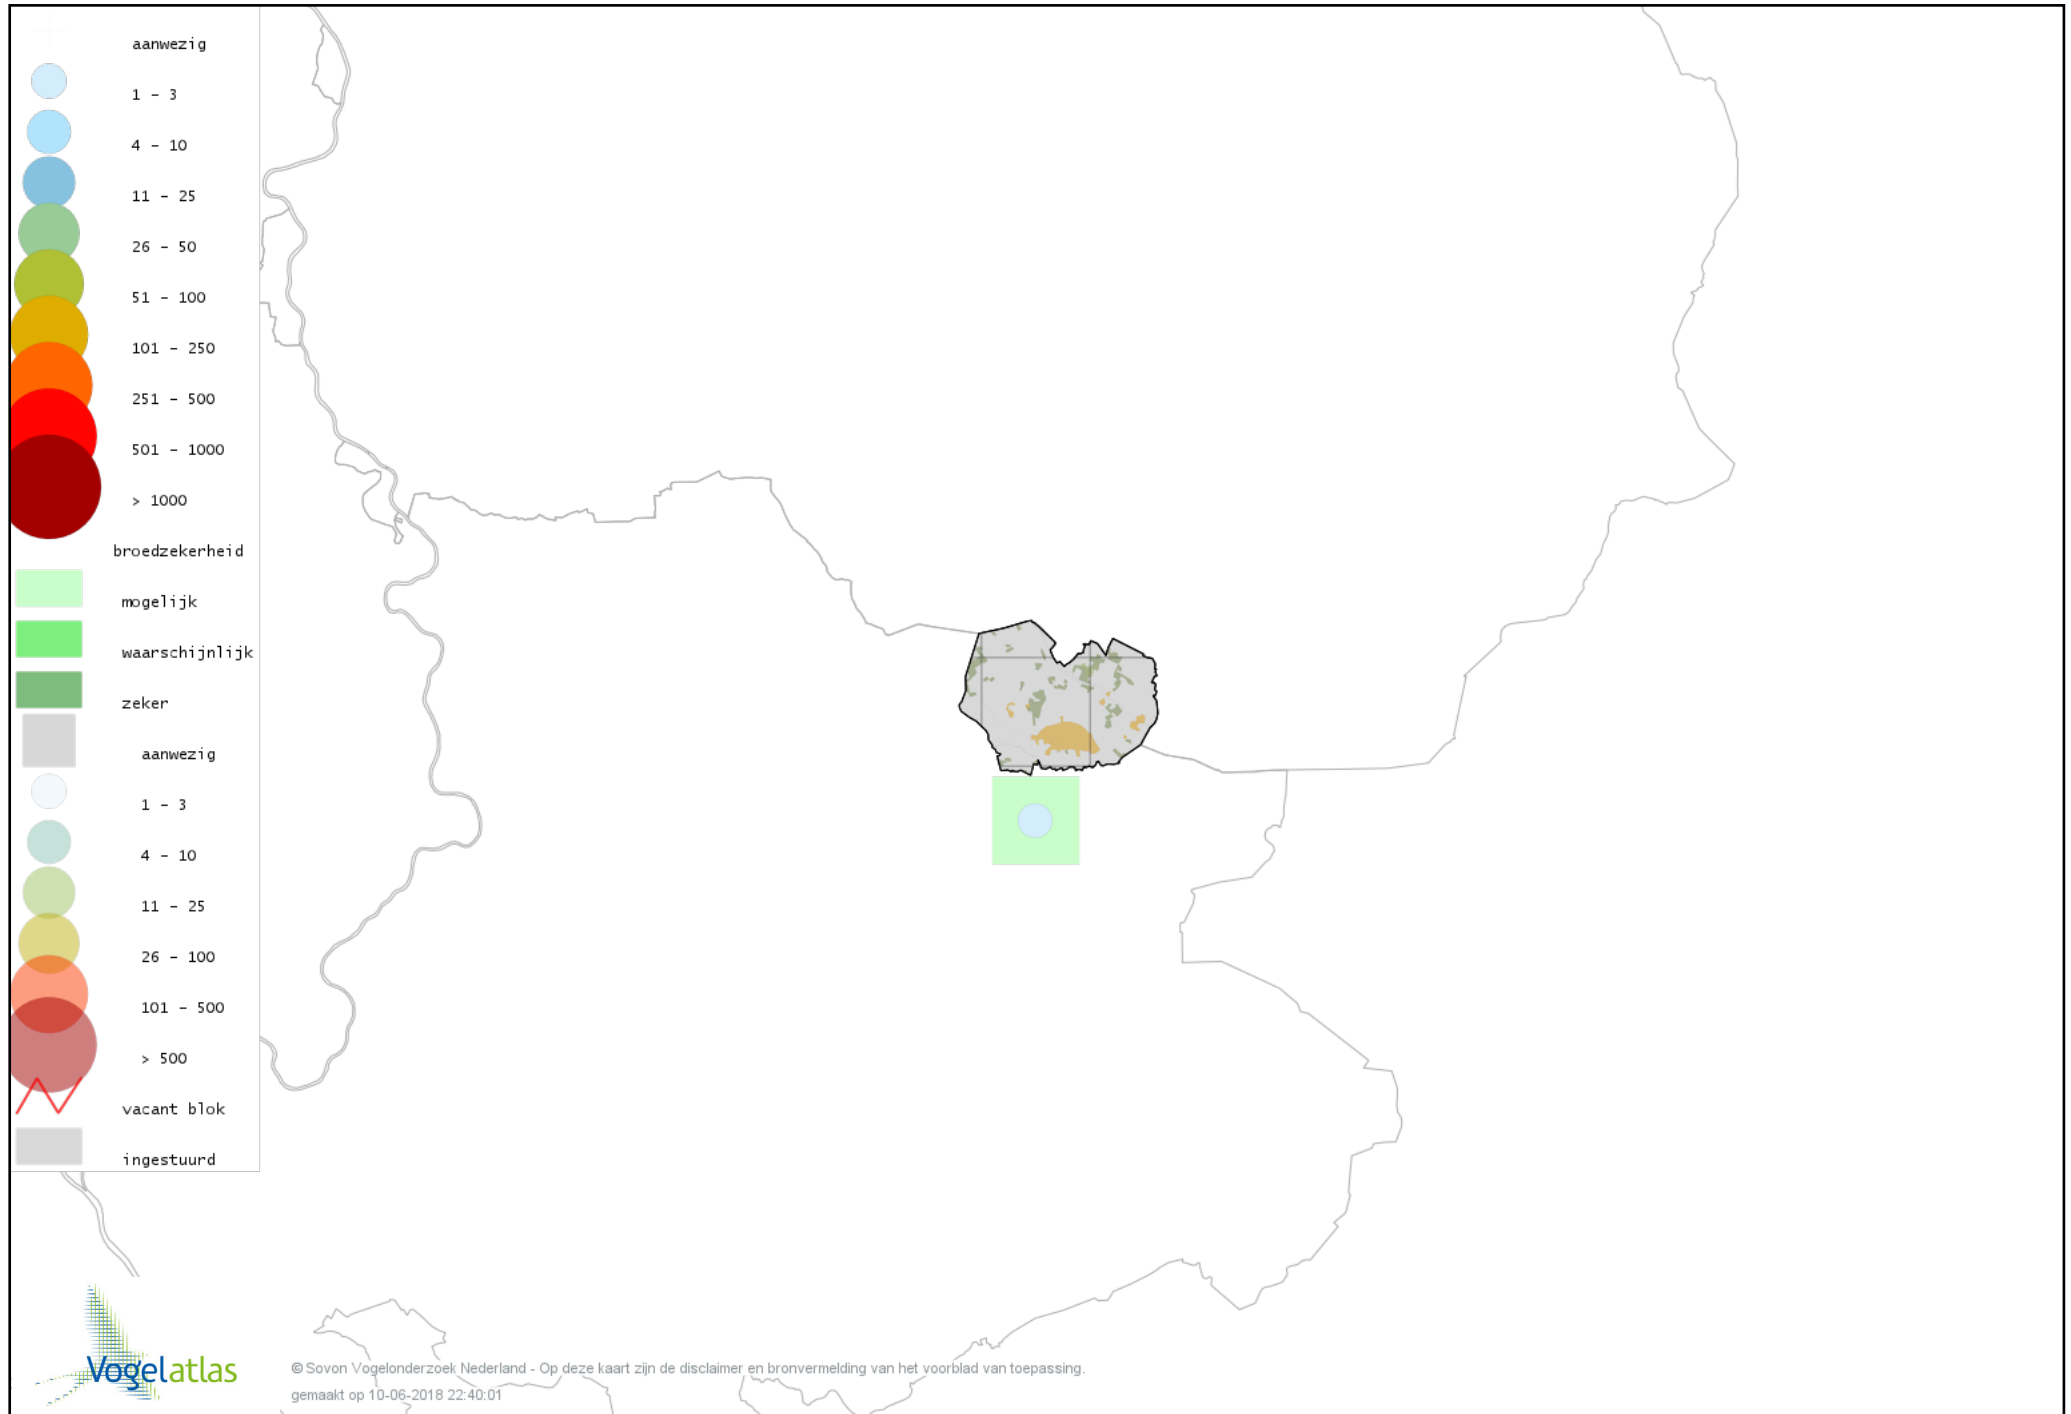 aanwezig
1 - 3
4 - 10
11 - 25
26 - 50
51 - 100
101 - 250
251 - 500
501 - 1000
> 1000
broedzekerheid
mogelijk
waarschijnlijk
zeker
aanwezig
1 - 3
4 - 10
11 - 25
26 - 100
101 - 500
> 500
vacant blok
ingestuurd
Vogelatlas
© Sovon Vogelonderzoek Nederland - Op deze kaart zijn de disclaimer en bronvermelding van het voorblad van toepassing.
gemaakt op 10-06-2018 22:40:01